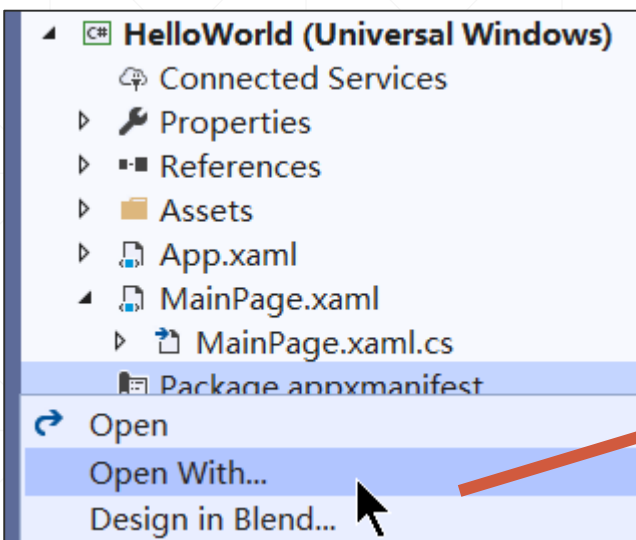 C# HelloWorld (Universal Windows)
Connected Services
Properties
References
Assets
App.xaml
MainPage.xaml
MainPage.xaml.cs
Package.appxmanifest
Open
Open With...
Design in Blend...